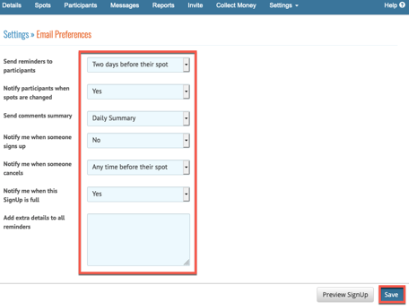 Details Spots Participants Messages Reports Invite Collect Money Settings Help
Settings » Email Preferences
Send reminders to
participants
Two days before their spot
Notify participants when
spots are changed
Yes
Send comments summary
Daily Summary
Notify me when someone
signs up
No
Notify me when someone
cancels
Any time before their spot
Notify me when this
SignUp is full
Yes
Add extra details to all
reminders
Preview SignUp Save